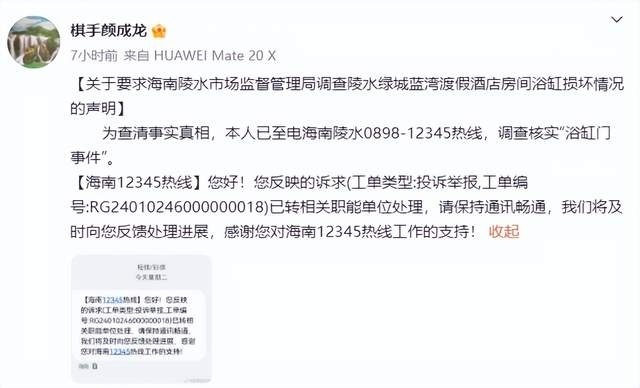 棋手颜成龙
7小时前 来自 HUAWEI Mate 20 X
【关于要求海南陵水市场监督管理局调查陵水绿城蓝湾渡假酒店房间浴缸损坏情况
的声明】
为查清事实真相，本人已至电海南陵水0898-12345热线，调查核实“浴缸门
事件”。
【海南12345热线】您好！您反映的诉求(工单类型:投诉举报,工单编
号:RG24010246000000018)已转相关职能单位处理，请保持通讯畅通，我们将及
时向您反馈处理进展，感谢您对海南12345热线工作的支持！ 收起
短信/彩信
今天星期二
【海南12345热线】您好！您反映
的诉求(工单类型:投诉举报,工单编
号:RG24010246000000018)已转相
关职能单位处理，请保持通讯畅通，
我们将及时向您反馈处理进展，感谢
您对海南12345热线工作的支持！